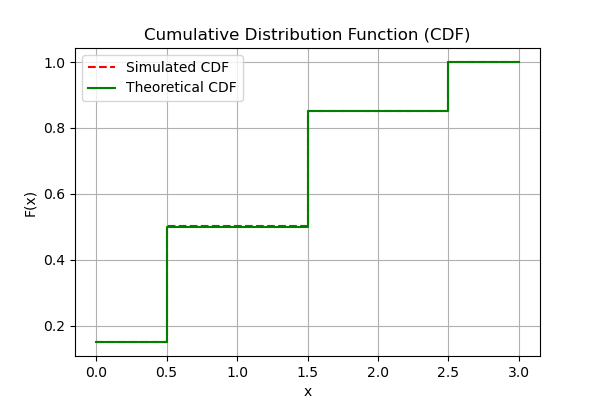 Cumulative Distribution Function (CDF)
Simulated CDF
Theoretical CDF
F(x)
1.0
0.8
0.6
0.4
0.2
0.0 0.5 1.0 1.5 2.0 2.5 3.0
x